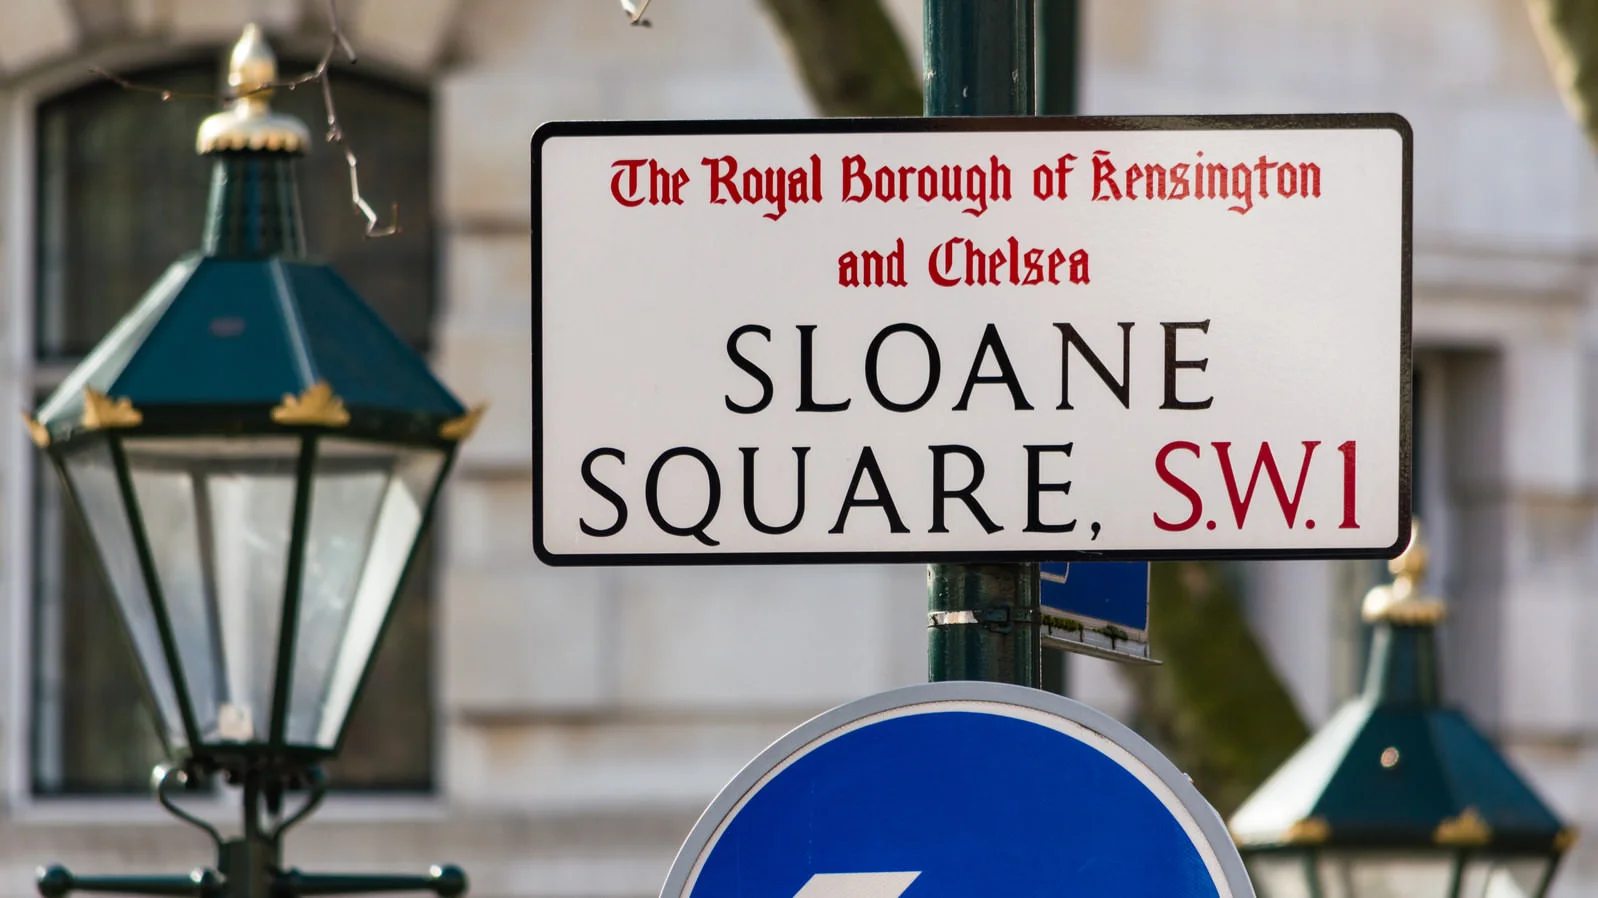 The Royal Borough of Kensington
and Chelsea
SLOANE
SQUARE, S.W.1